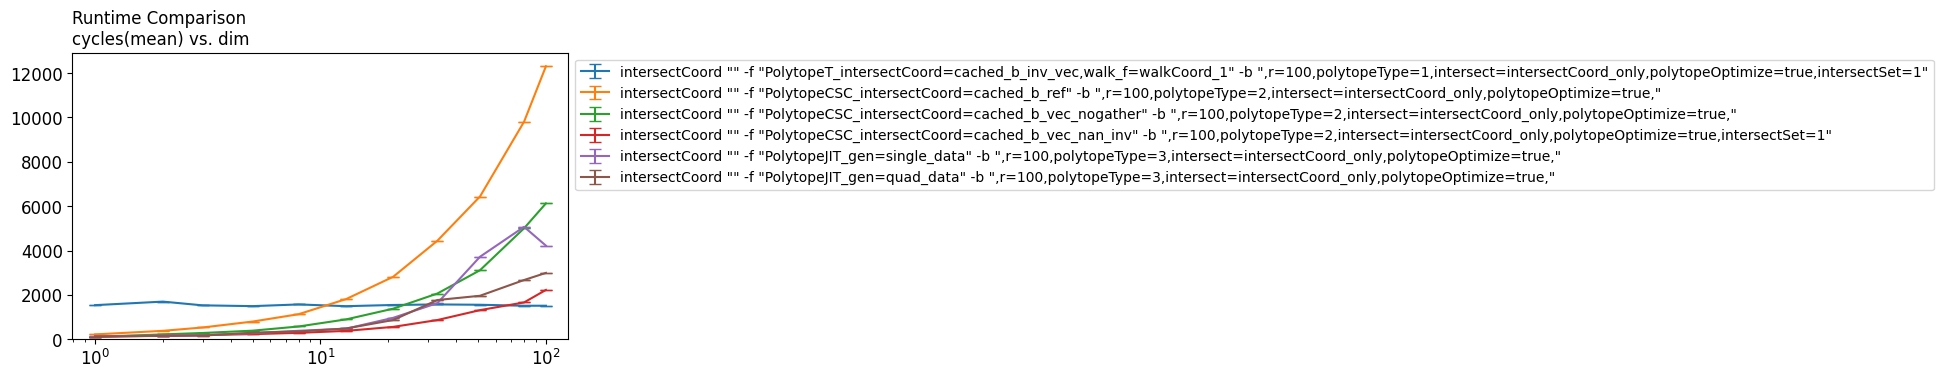 Runtime Comparison
cycles(mean) vs. dim
12000
10000
8000
6000
4000
2000
0
10^0
10^1
10^2
intersectCoord "" -f "PolytopeT_intersectCoord=cached_b_inv_vec,walk_f=walkCoord_1" -b ",r=100,polytopeType=1,intersect=intersectCoord_only,polytopeOptimize=true,intersectSet=1"
intersectCoord "" -f "PolytopeCSC_intersectCoord=cached_b_ref" -b ",r=100,polytopeType=2,intersect=intersectCoord_only,polytopeOptimize=true,"
intersectCoord "" -f "PolytopeCSC_intersectCoord=cached_b_vec_nogather" -b ",r=100,polytopeType=2,intersect=intersectCoord_only,polytopeOptimize=true,"
intersectCoord "" -f "PolytopeCSC_intersectCoord=cached_b_vec_nan_inv" -b ",r=100,polytopeType=2,intersect=intersectCoord_only,polytopeOptimize=true,intersectSet=1"
intersectCoord "" -f "PolytopeJIT_gen=single_data" -b ",r=100,polytopeType=3,intersect=intersectCoord_only,polytopeOptimize=true,"
intersectCoord "" -f "PolytopeJIT_gen=quad_data" -b ",r=100,polytopeType=3,intersect=intersectCoord_only,polytopeOptimize=true,"